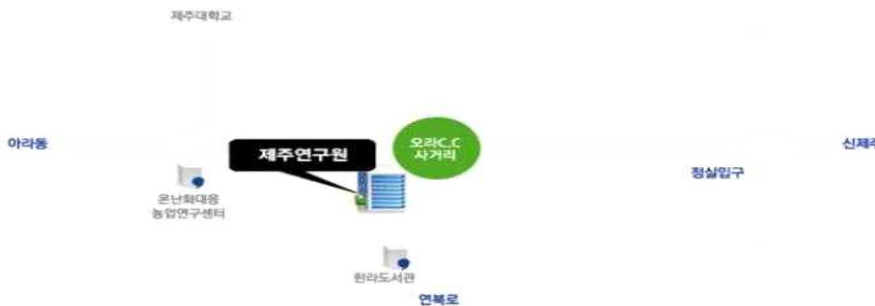 제주대학교
아라동
제주연구원
오라C.C
사거리
신제주
정실입구
온난화대응
농업연구센터
한라도서관
연북로